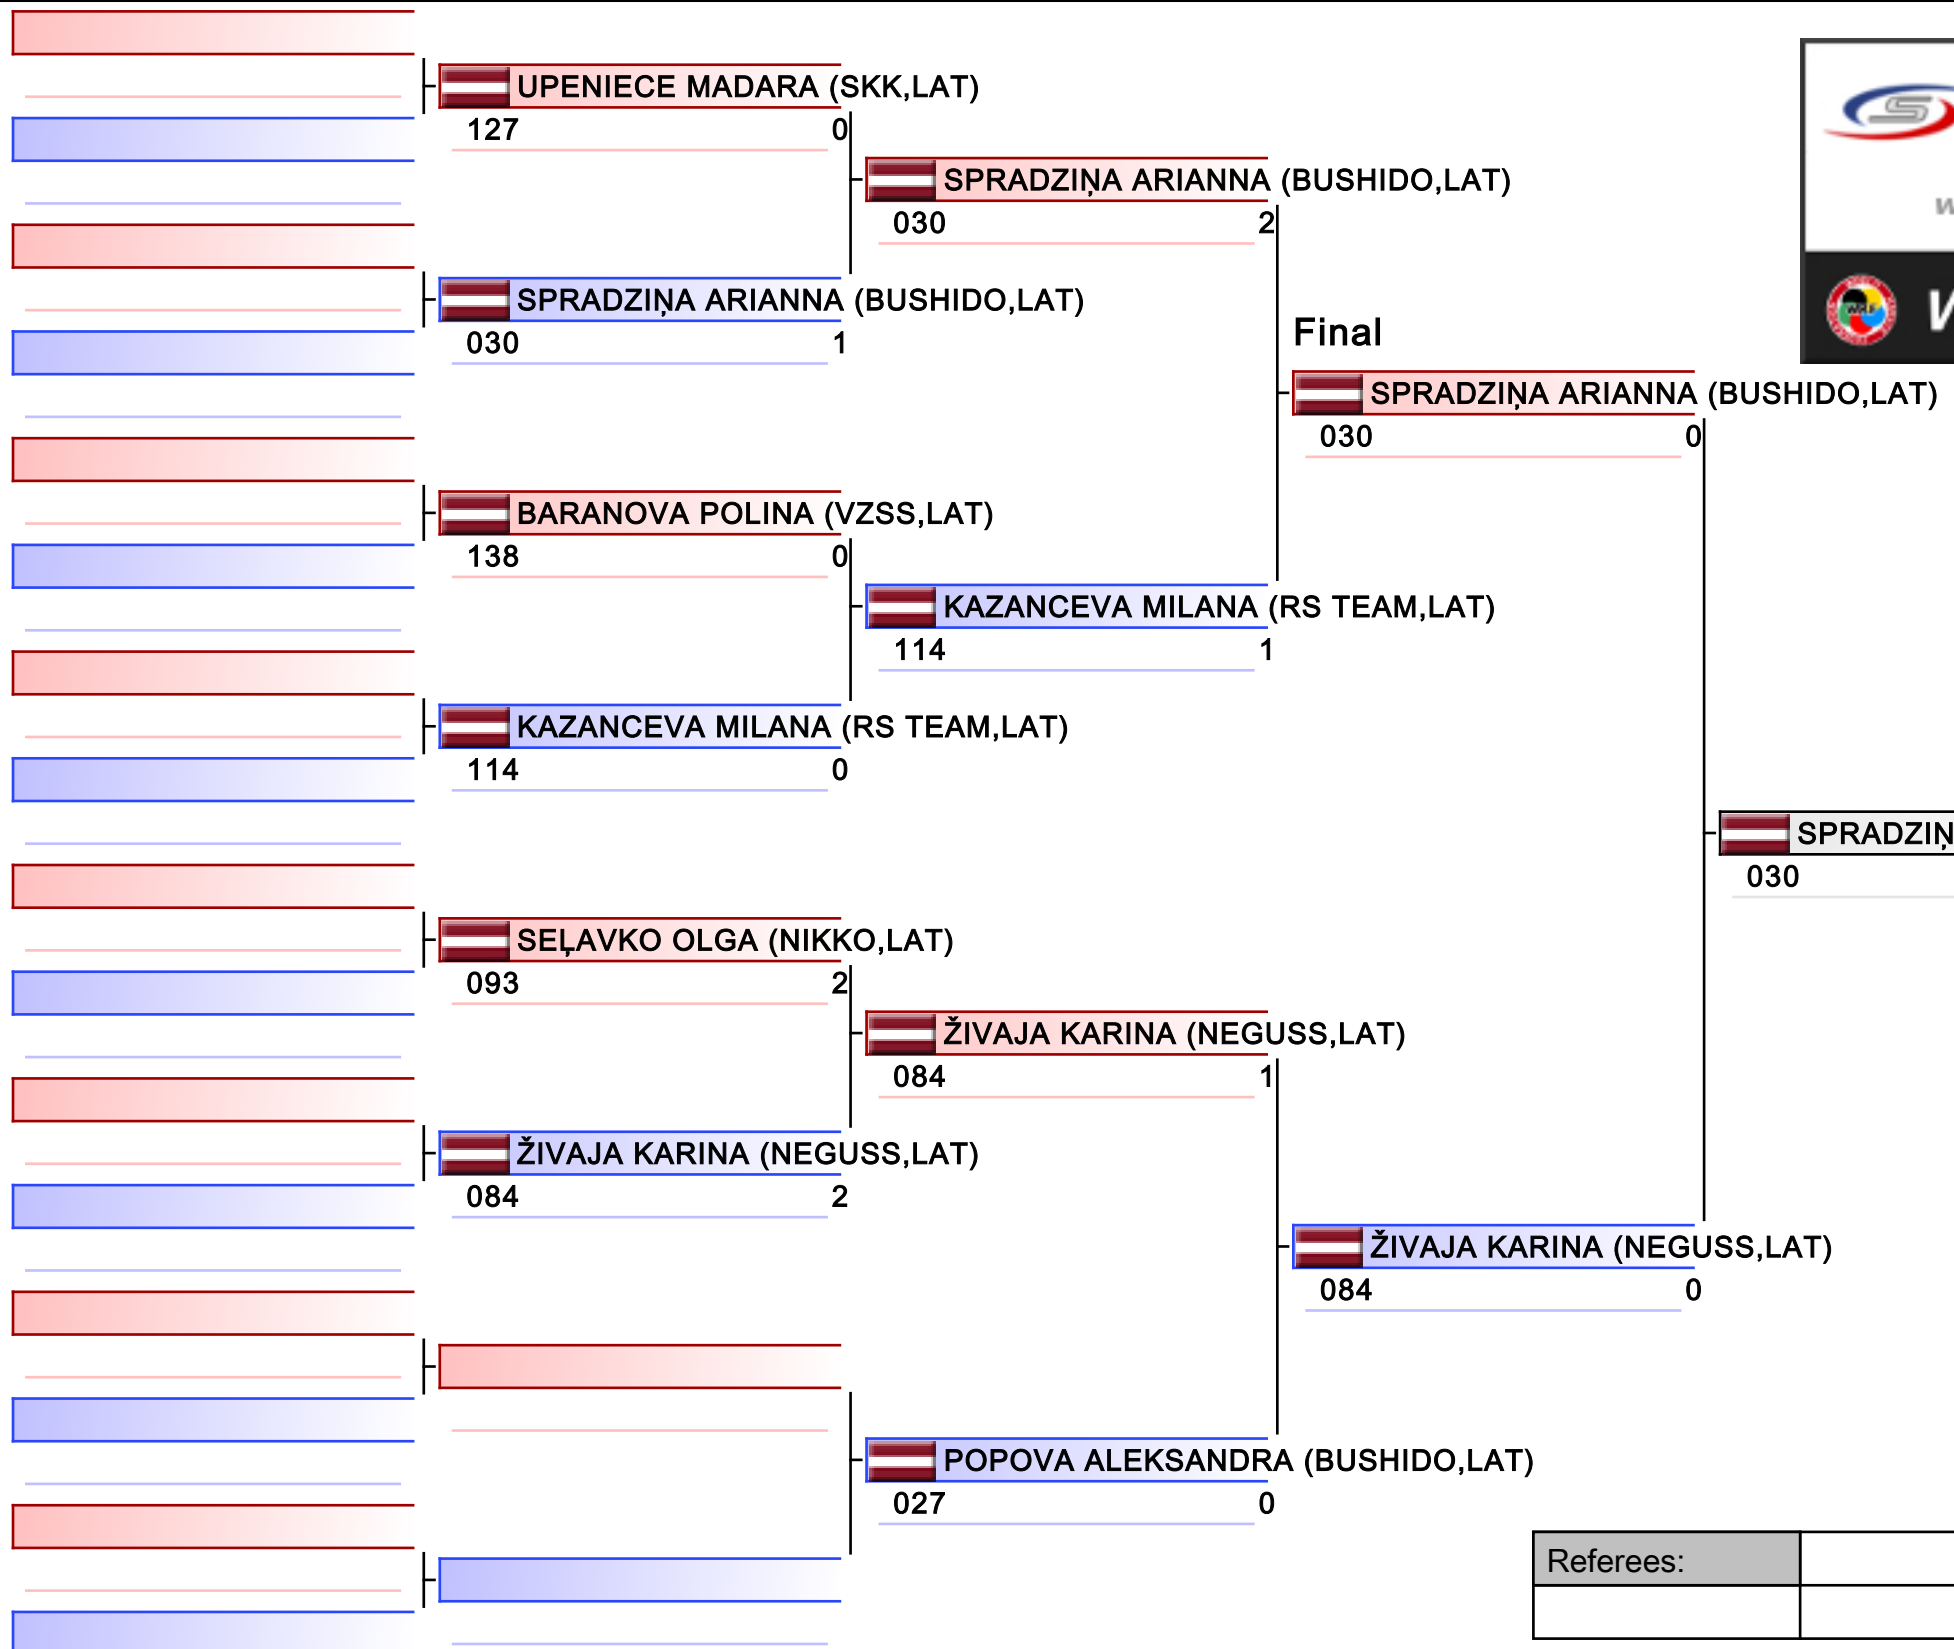 UPENIECE MADARA (SKK,LAT)
127 0
SPRADZIŅA ARIANNA (BUSHIDO,LAT)
030 2
SPRADZIŅA ARIANNA (BUSHIDO,LAT)
030 1
Final
SPRADZIŅA ARIANNA (BUSHIDO,LAT)
030 0
BARANOVA POLINA (VZSS,LAT)
138 0
KAZANCEVA MILANA (RS TEAM,LAT)
114 1
KAZANCEVA MILANA (RS TEAM,LAT)
114 0
SPRADZIŅ
030
SEĻAVKO OLGA (NIKKO,LAT)
093 2
ŽIVAJA KARINA (NEGUSS,LAT)
084 1
ŽIVAJA KARINA (NEGUSS,LAT)
084 2
ŽIVAJA KARINA (NEGUSS,LAT)
084 0
POPOVA ALEKSANDRA (BUSHIDO,LAT)
027 0
Referees: